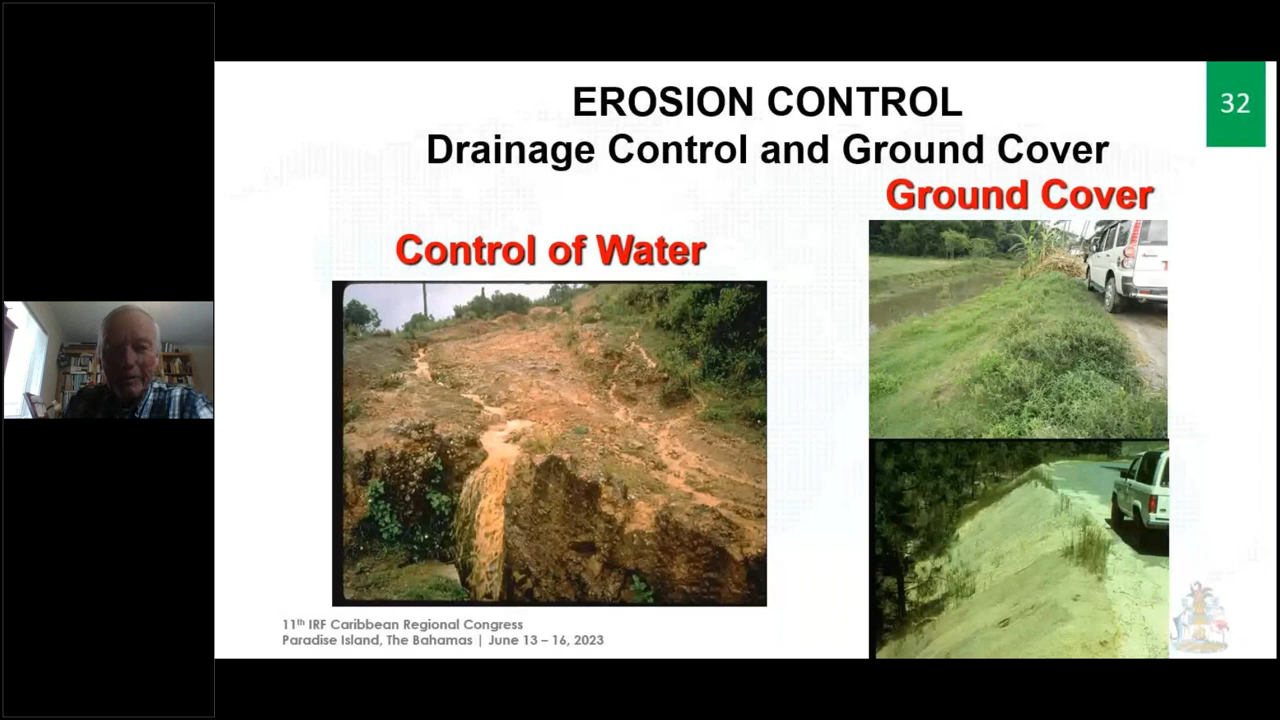 EROSION CONTROL
32
Drainage Control and Ground Cover
Ground Cover
Control of Water
11th IRF Caribbean Regional Congress
Paradise Island, The Bahamas | June 13 – 16, 2023